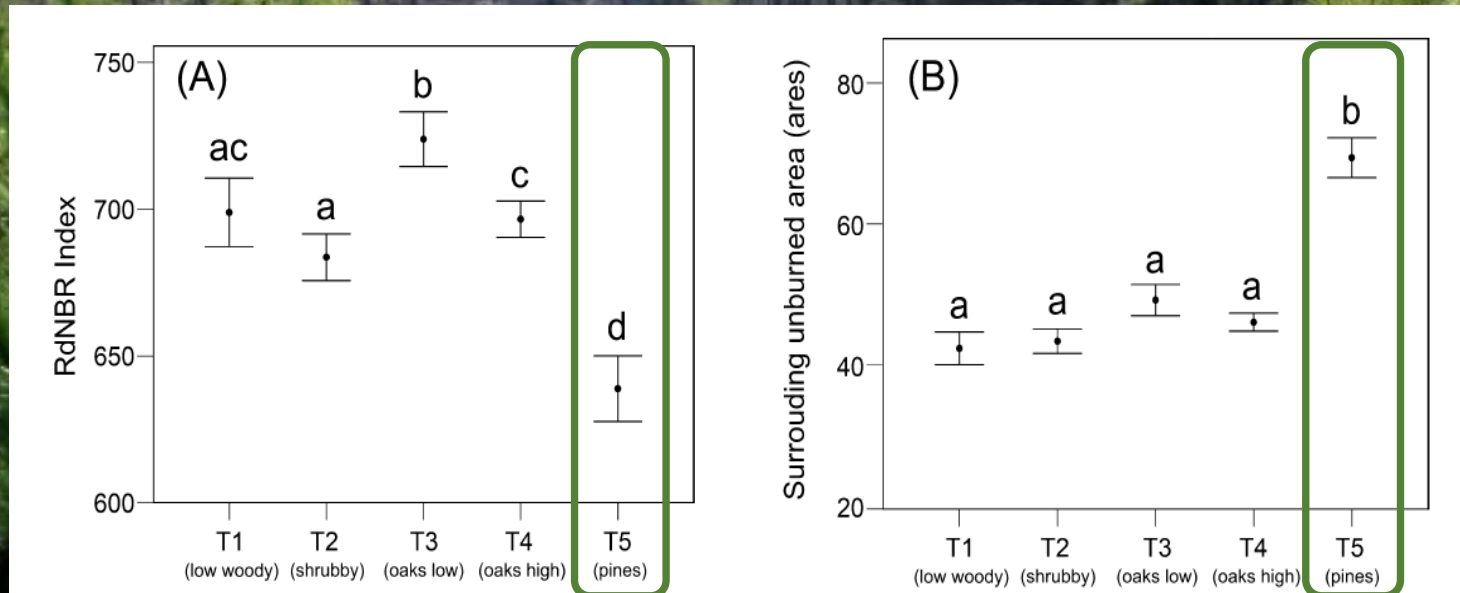 (A)
RdNBR Index
750
700
650
600
ac
a
b
c
d
T1 T2 T3 T4 T5
(low woody) (shrubby) (oaks low) (oaks high) (pines)
(B)
Surrouding unburned area (ares)
80
60
40
20
a
a
a
a
b
T1 T2 T3 T4 T5
(low woody) (shrubby) (oaks low) (oaks high) (pines)